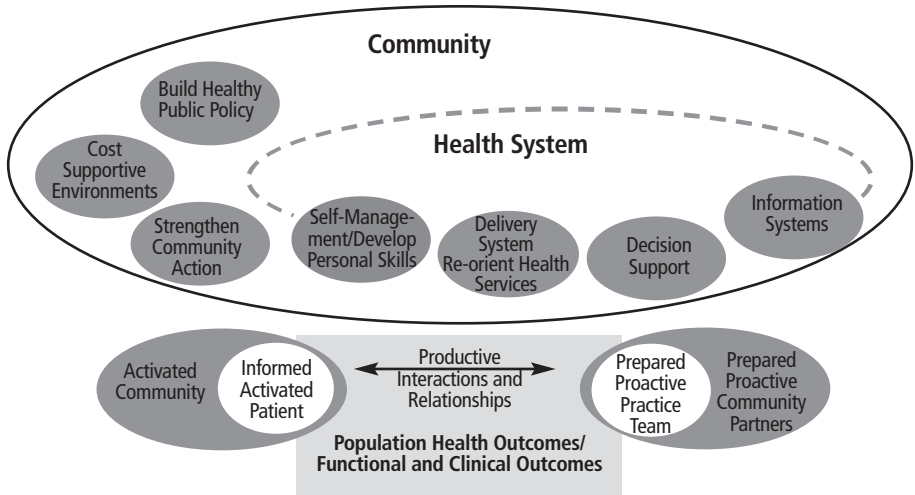 Community
Build Healthy
Public Policy
Health System
Cost
Supportive
Environments
Strengthen
Community
Action
Self-Manage-
ment/Develop
Personal Skills
Delivery
System
Re-orient Health
Services
Decision
Support
Information
Systems
Activated
Community
Informed
Activated
Patient
Productive
Interactions and
Relationships
Prepared
Proactive
Practice
Team
Prepared
Proactive
Community
Partners
Population Health Outcomes/
Functional and Clinical Outcomes